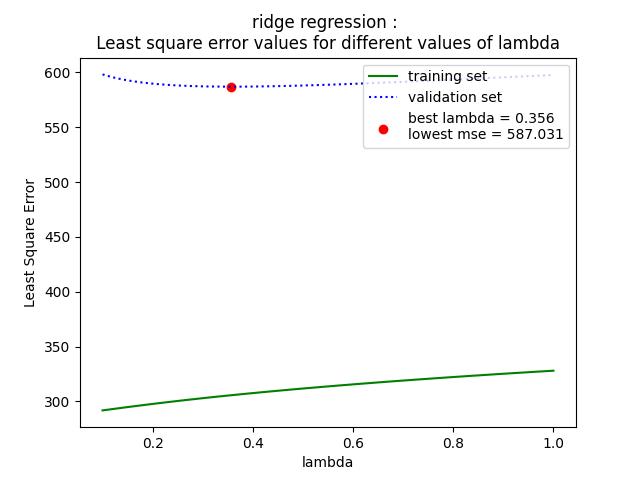 ridge regression :
Least square error values for different values of lambda
600
550
500
450
400
350
300
Least Square Error
training set
validation set
best lambda = 0.356
lowest mse = 587.031
0.2
0.4
0.6
0.8
1.0
lambda